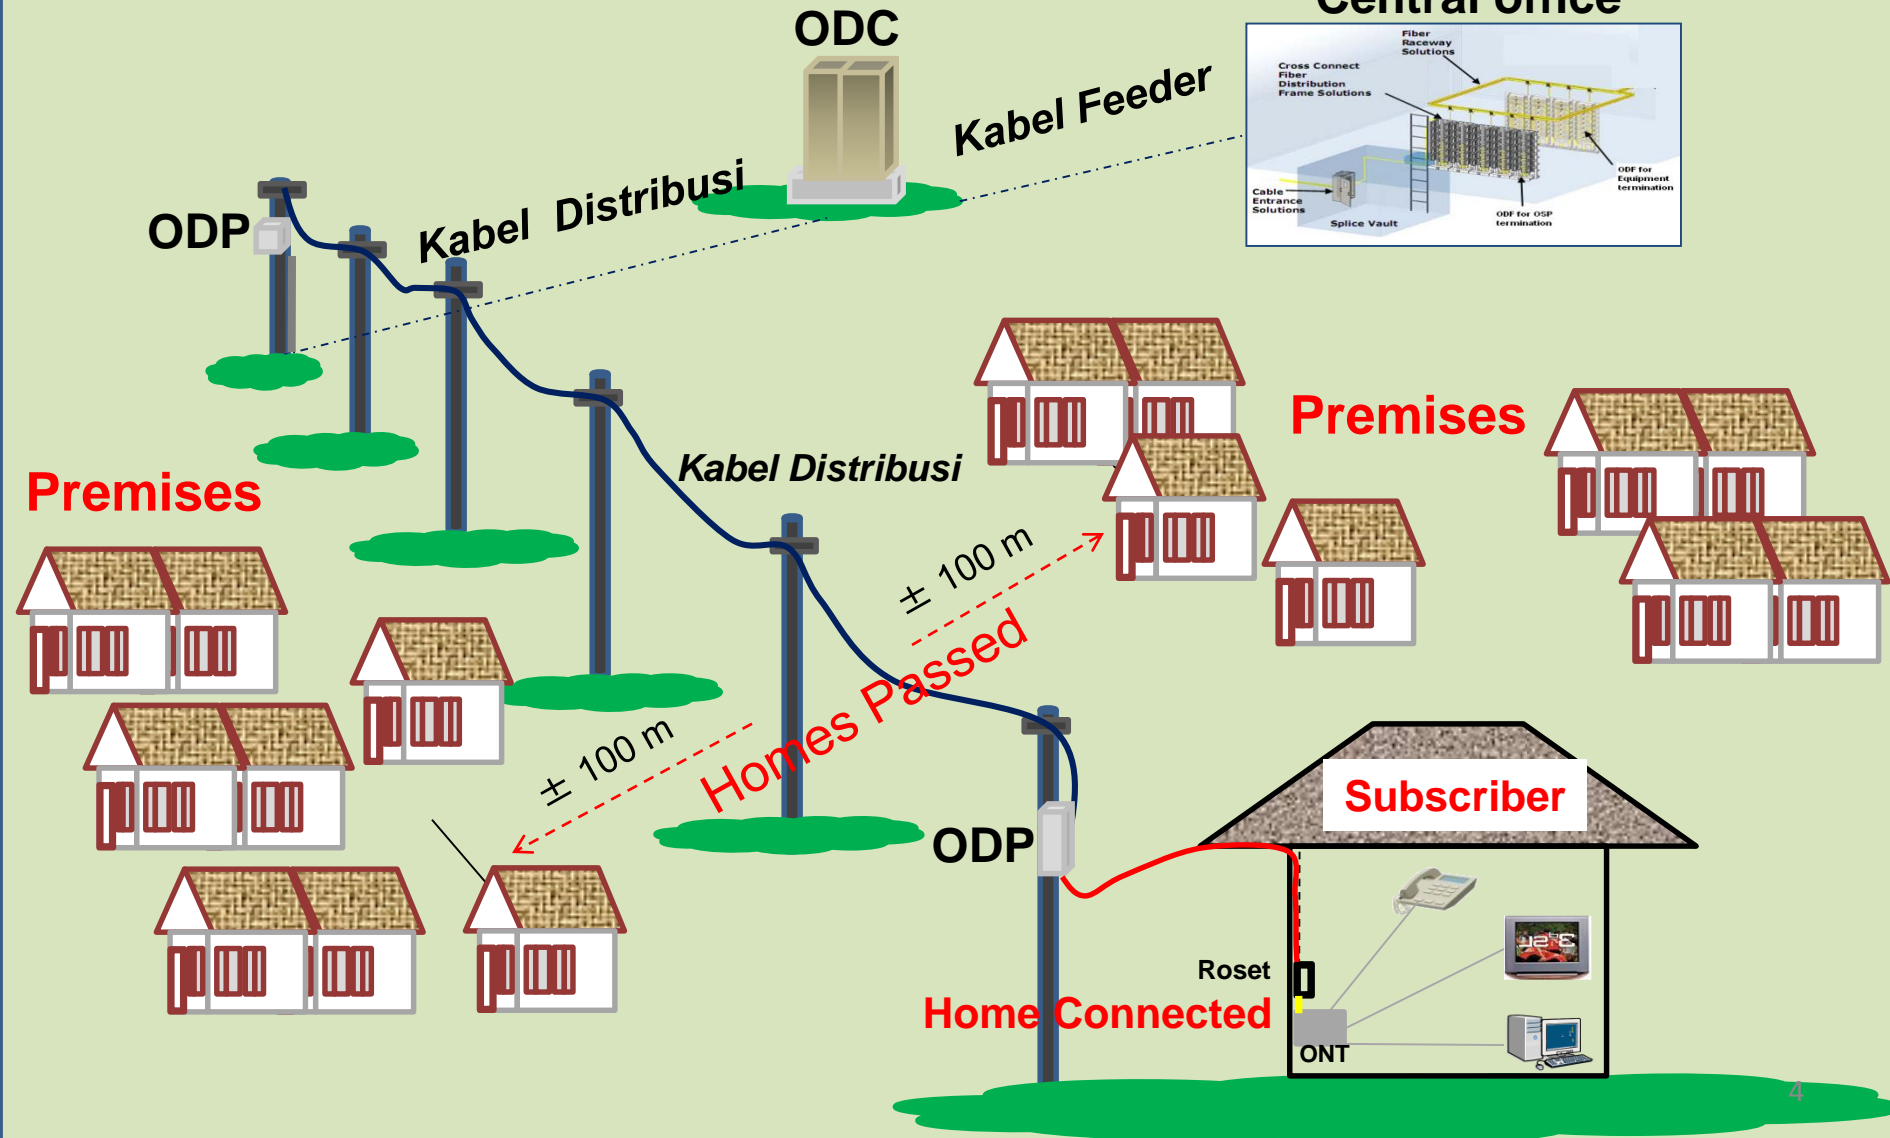 Central office
ODC
Fiber
Raceway
Solutions
Cross Connect
Fiber
Distribution
Frame Solutions
Kabel Feeder
ODF for
Equipment
termination
Cable
Entrance
Solutions
Splice Vault
ODF for OSP
termination
Kabel Distribusi
ODP
Premises
Kabel Distribusi
Premises
± 100 m
Homes Passed
± 100 m
Subscriber
ODP
Roset
Home Connected
ONT
4